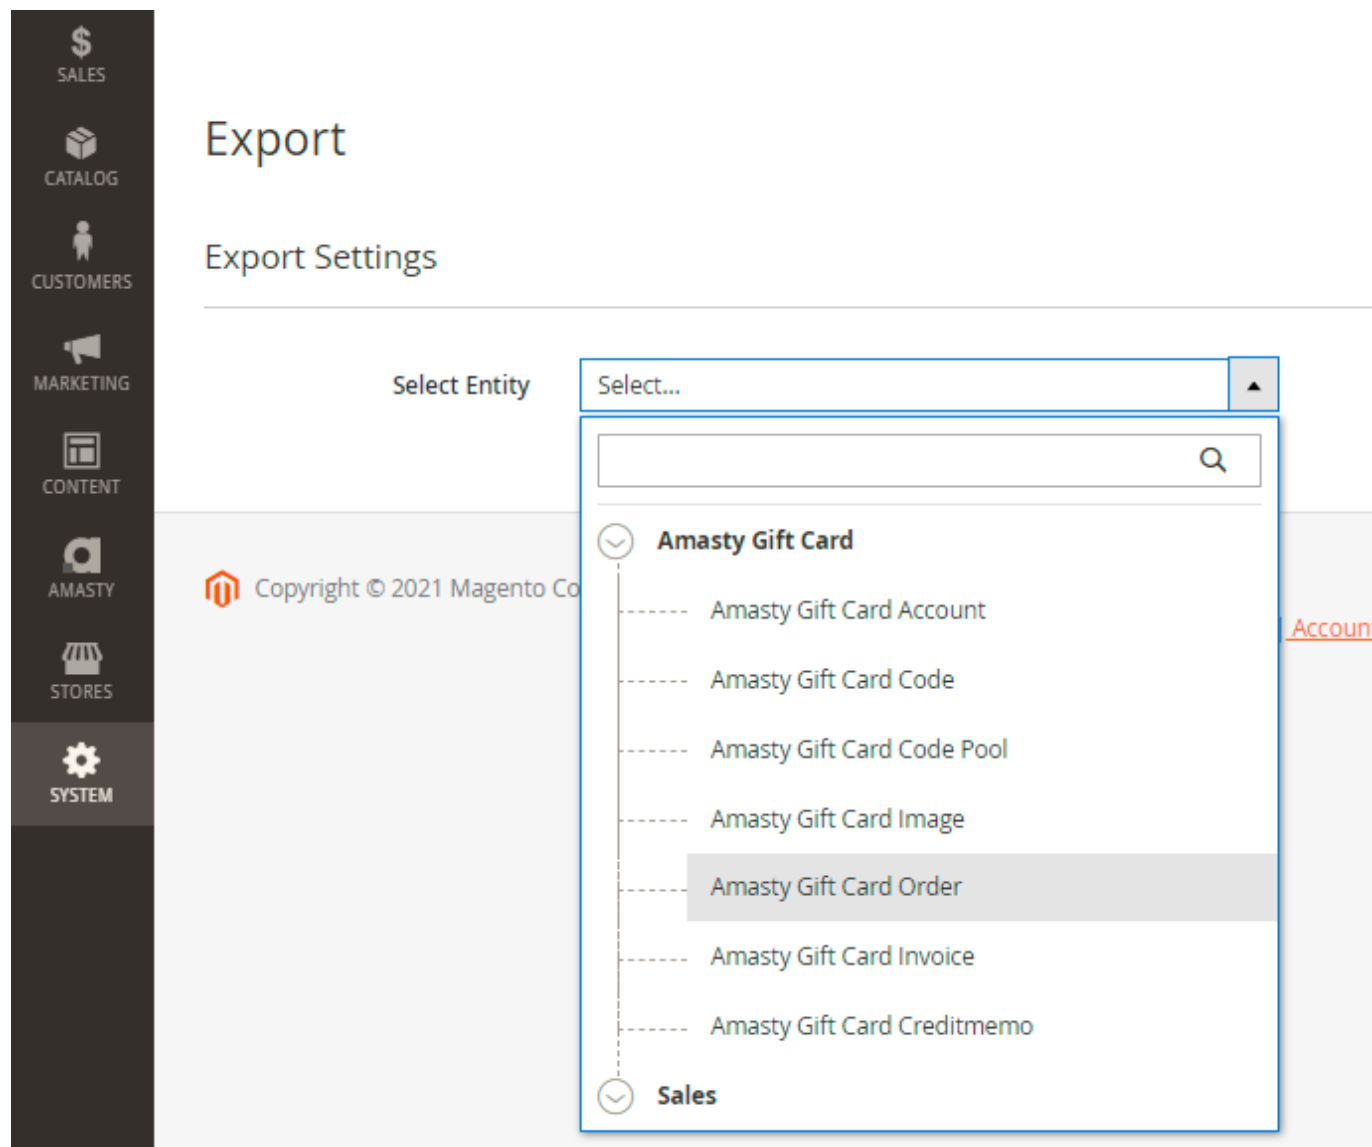 SALES
CATALOG
CUSTOMERS
MARKETING
CONTENT
AMASTY
STORES
SYSTEM
Export
Export Settings
Select Entity
Select...
Amasty Gift Card
Amasty Gift Card Account
Amasty Gift Card Code
Amasty Gift Card Code Pool
Amasty Gift Card Image
Amasty Gift Card Order
Amasty Gift Card Invoice
Amasty Gift Card Creditmemo
Sales
Copyright © 2021 Magento Co
Account